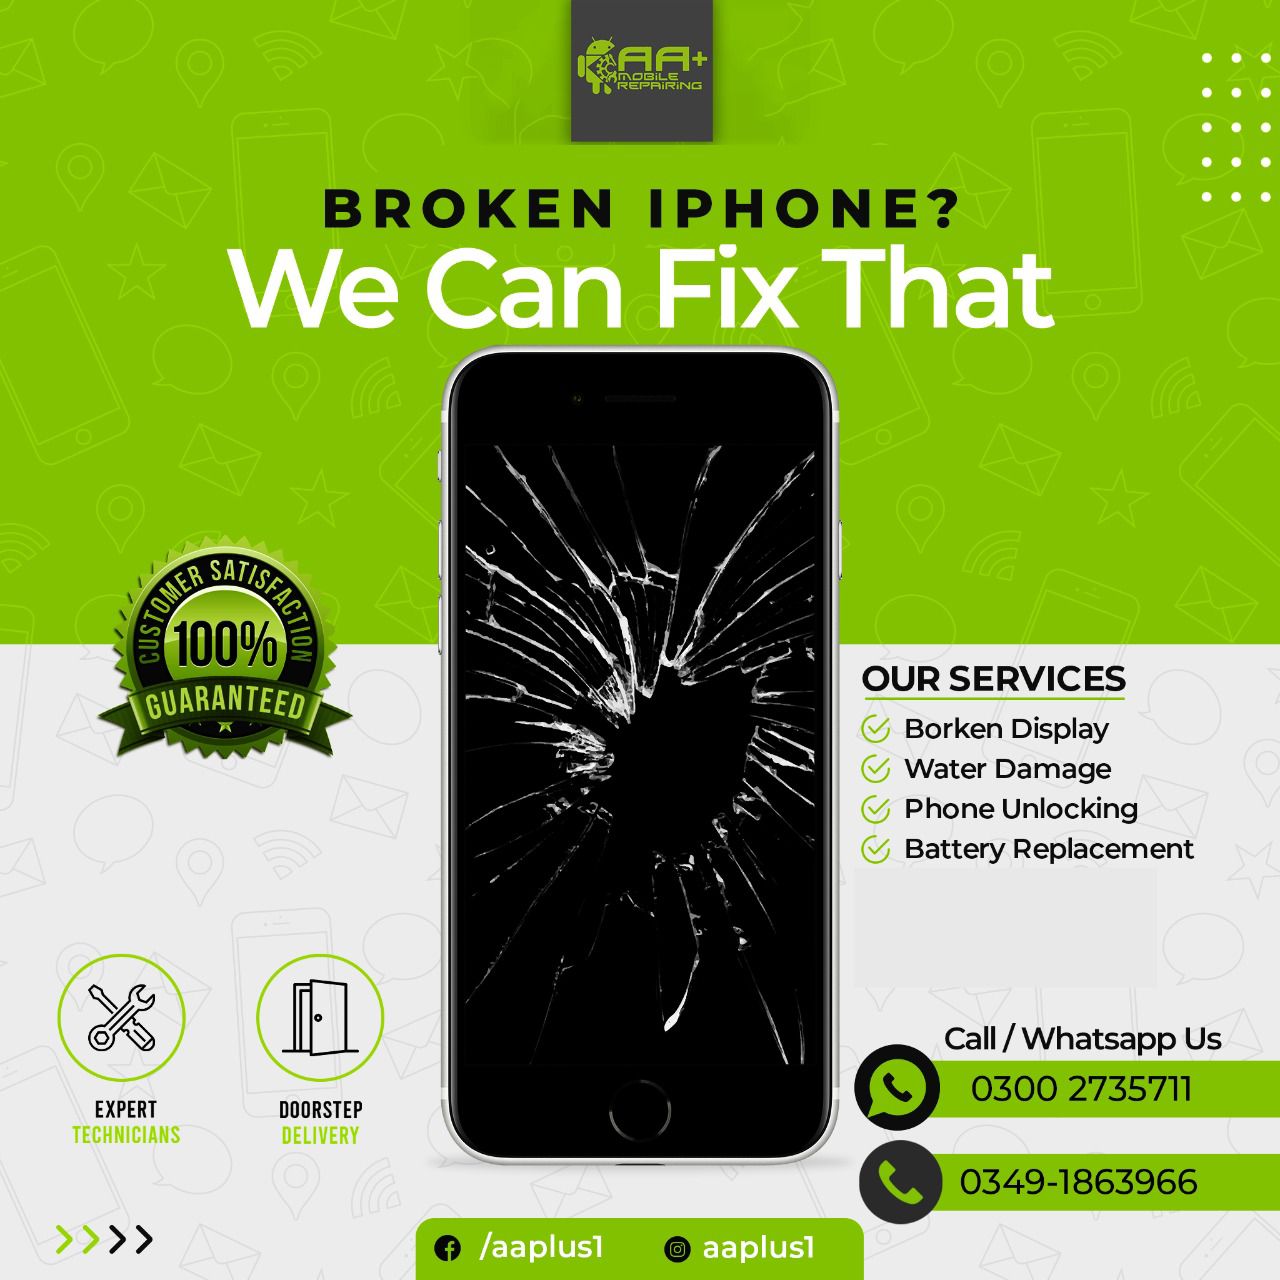 AA+
MOBILE
REPAIRING
BROKEN IPHONE?
We Can Fix That
CUSTOMER SATISFACTION
100%
GUARANTEED
OUR SERVICES
Borken Display
Water Damage
Phone Unlocking
Battery Replacement
EXPERT
TECHNICIANS
DOORSTEP
DELIVERY
Call / Whatsapp Us
0300 2735711
0349-1863966
/aaplus1
aaplus1